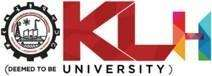 KLH
(DEEMED TO BE UNIVERSITY)